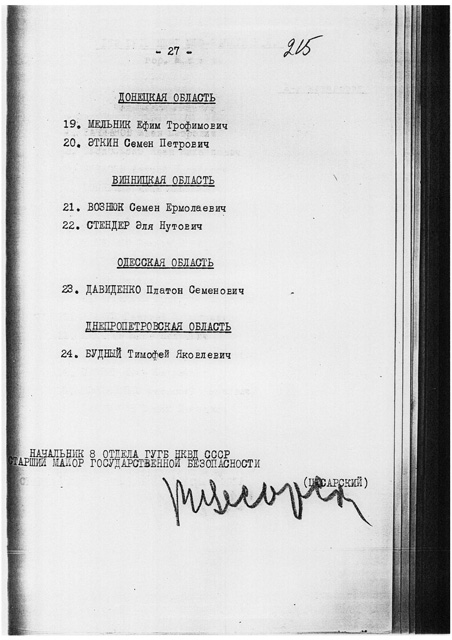 - 27 -
215
ДОНЕЦКАЯ ОБЛАСТЬ
19. МЕЛЬНИК Ефим Трофимович
20. ЭТКИН Семен Петрович
ВИННИЦКАЯ ОБЛАСТЬ
21. ВОЗНЮК Семен Ермолаевич
22. СТЕНДЕР Эля Нутович
ОДЕССКАЯ ОБЛАСТЬ
23. ДАВИДЕНКО Платон Семенович
ДНЕПРОПЕТРОВСКАЯ ОБЛАСТЬ
24. БУДНЫЙ Тимофей Яковлевич
НАЧАЛЬНИК 8 ОТДЕЛА ГУГБ НКВД СССР
СТАРШИЙ МАЙОР ГОСУДАРСТВЕННОЙ БЕЗОПАСНОСТИ
(ЦЕСАРСКИЙ)